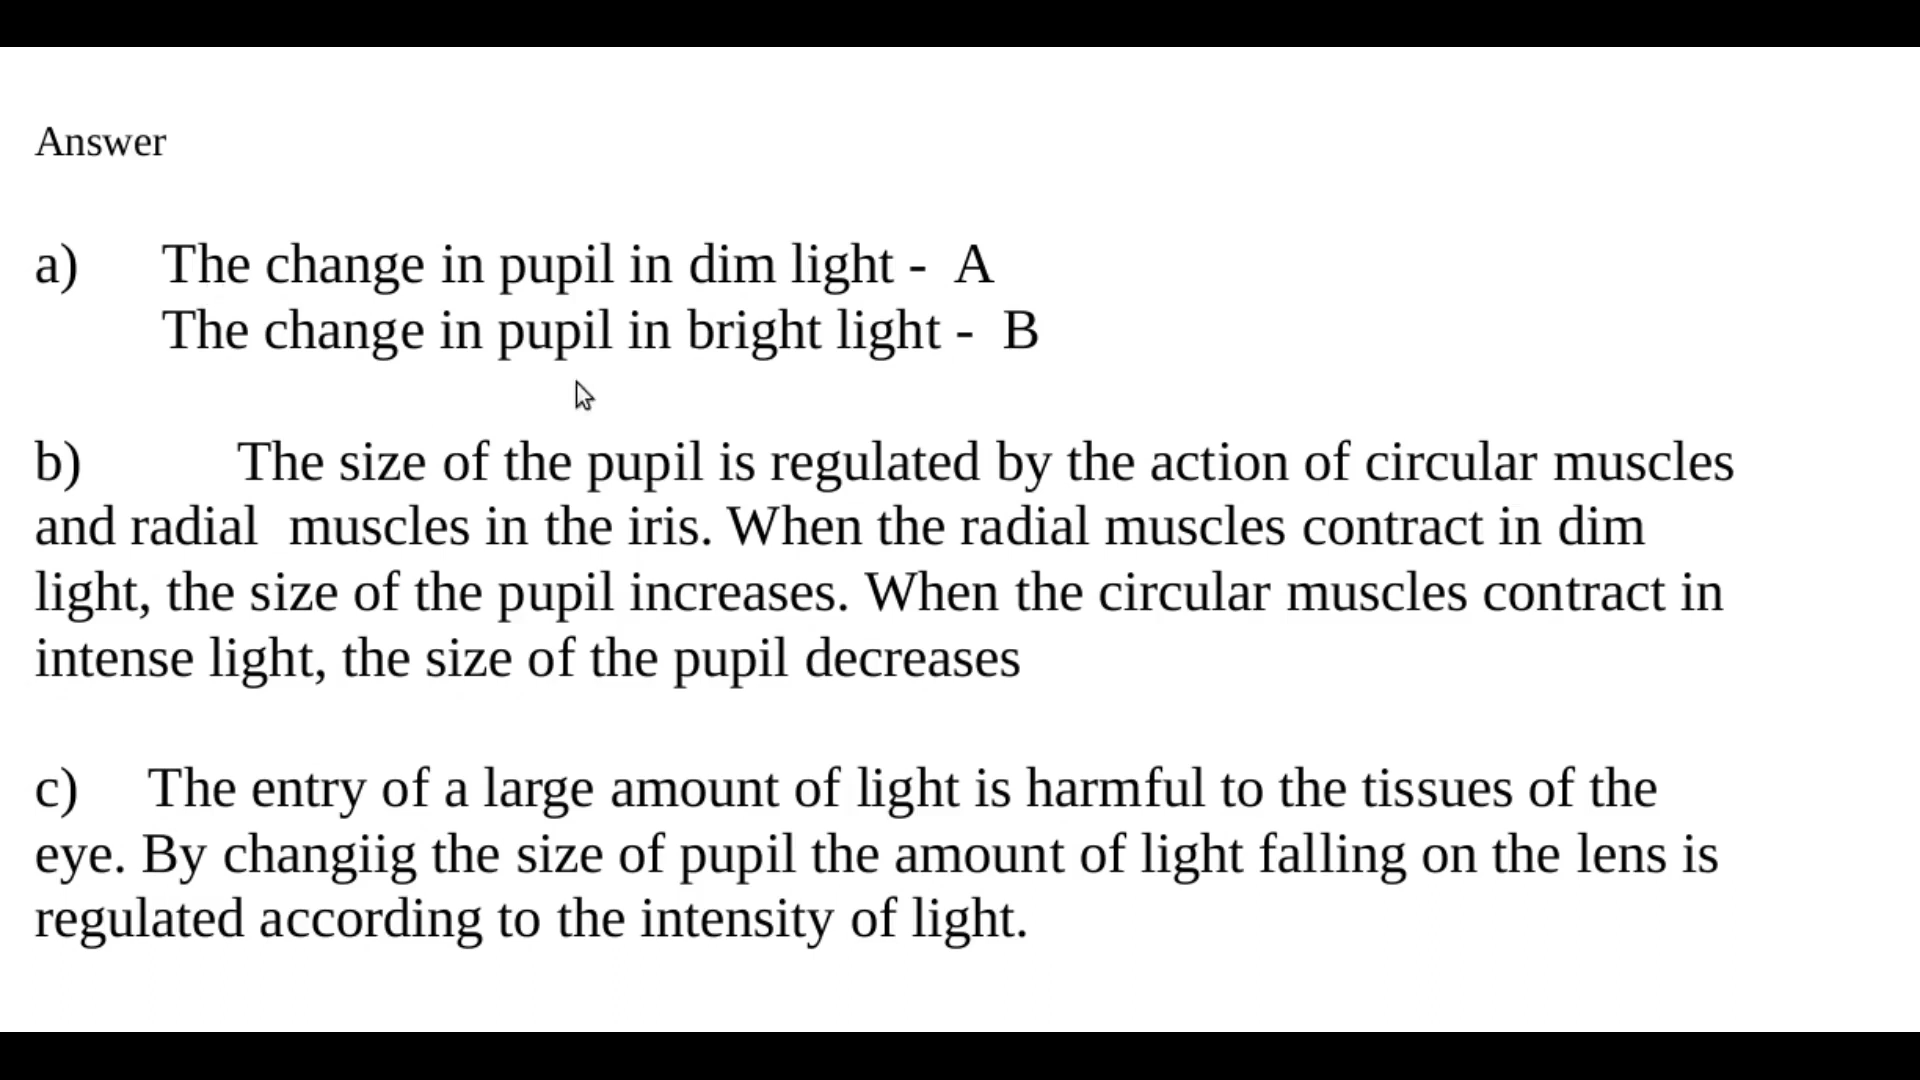 Answer
a) The change in pupil in dim light - A
The change in pupil in bright light - B
b) The size of the pupil is regulated by the action of circular muscles
and radial muscles in the iris. When the radial muscles contract in dim
light, the size of the pupil increases. When the circular muscles contract in
intense light, the size of the pupil decreases
c) The entry of a large amount of light is harmful to the tissues of the
eye. By changiig the size of pupil the amount of light falling on the lens is
regulated according to the intensity of light.